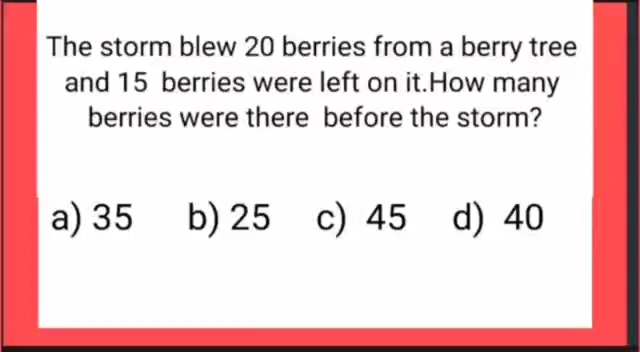 The storm blew 20 berries from a berry tree
and 15 berries were left on it.How many
berries were there before the storm?
a) 35 b) 25 c) 45 d) 40